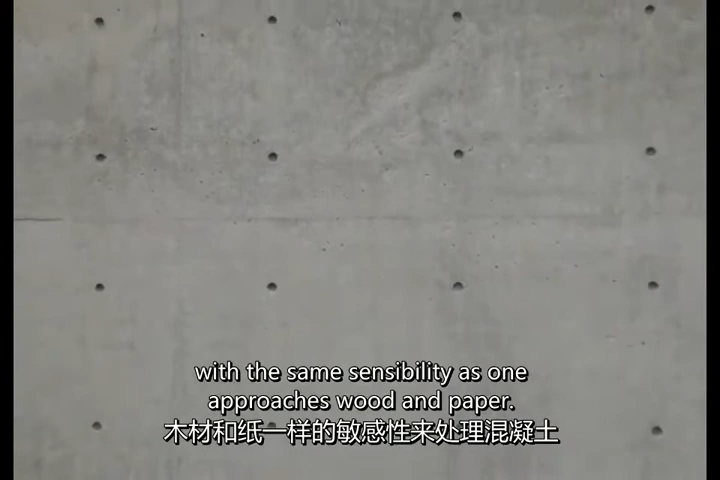 with the same sensibility as one
approaches wood and paper.
木材和纸一样的敏感性来处理混凝土